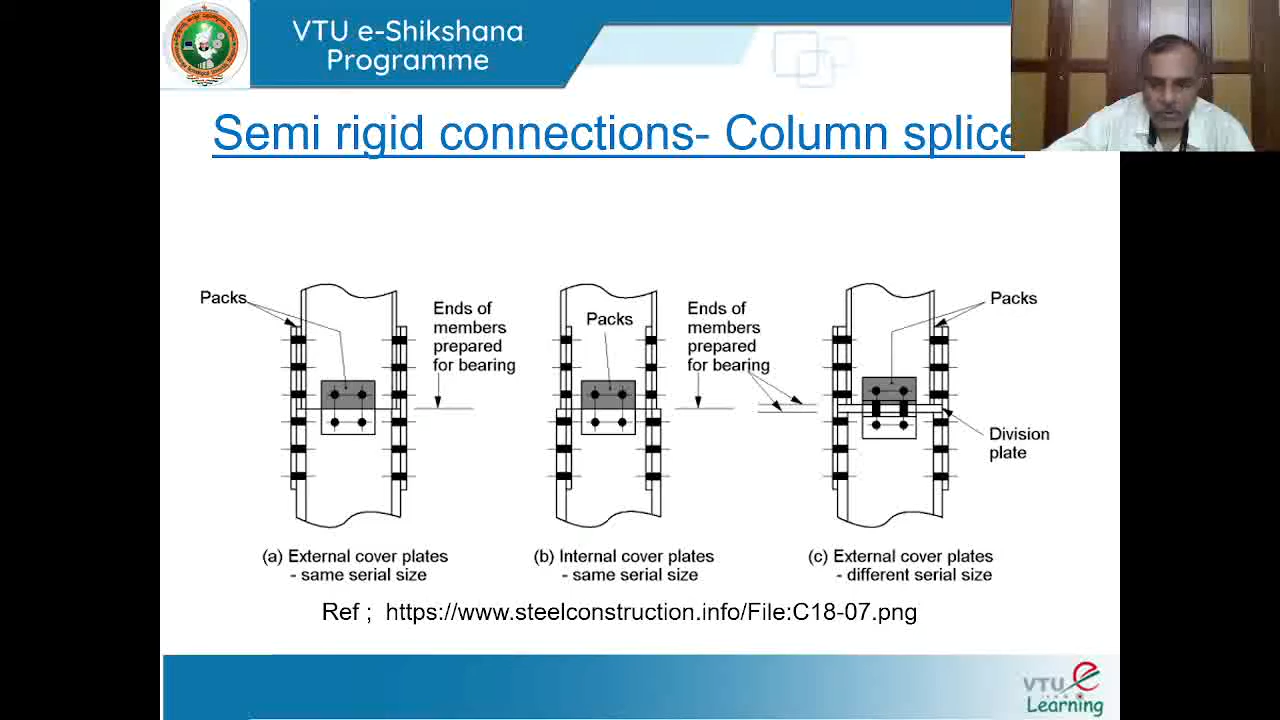 VTU e-Shikshana
Programme
Semi rigid connections- Column splice
Packs
Ends of
members
prepared
for bearing
Packs
Ends of
members
prepared
for bearing
Packs
Division
plate
(a) External cover plates
- same serial size
(b) Internal cover plates
- same serial size
(c) External cover plates
- different serial size
Ref ; https://www.steelconstruction.info/File:C18-07.png
VTU e
Learning